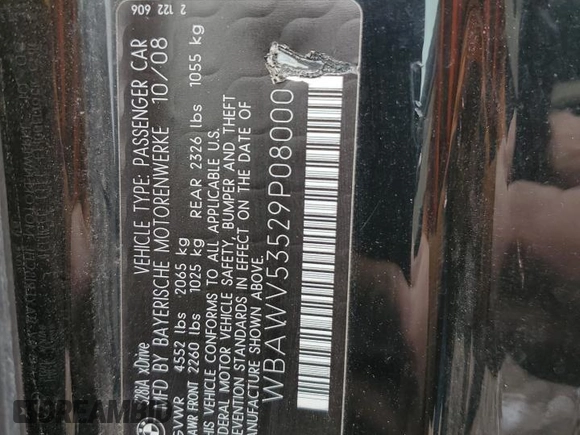 2 122 606
VEHICLE TYPE: PASSENGER CAR
328iA xDrive
MFD BY BAYERISCHE MOTORENWERKE 10/08
GVWR 4552 lbs 2065 kg
GAWR FRONT 2260 lbs 1025 kg REAR 2326 lbs 1055 kg
THIS VEHICLE CONFORMS TO ALL APPLICABLE U.S.
FEDERAL MOTOR VEHICLE SAFETY, BUMPER AND THEFT
PREVENTION STANDARDS IN EFFECT ON THE DATE OF
MANUFACTURE SHOWN ABOVE.
WBAWV53529P08000